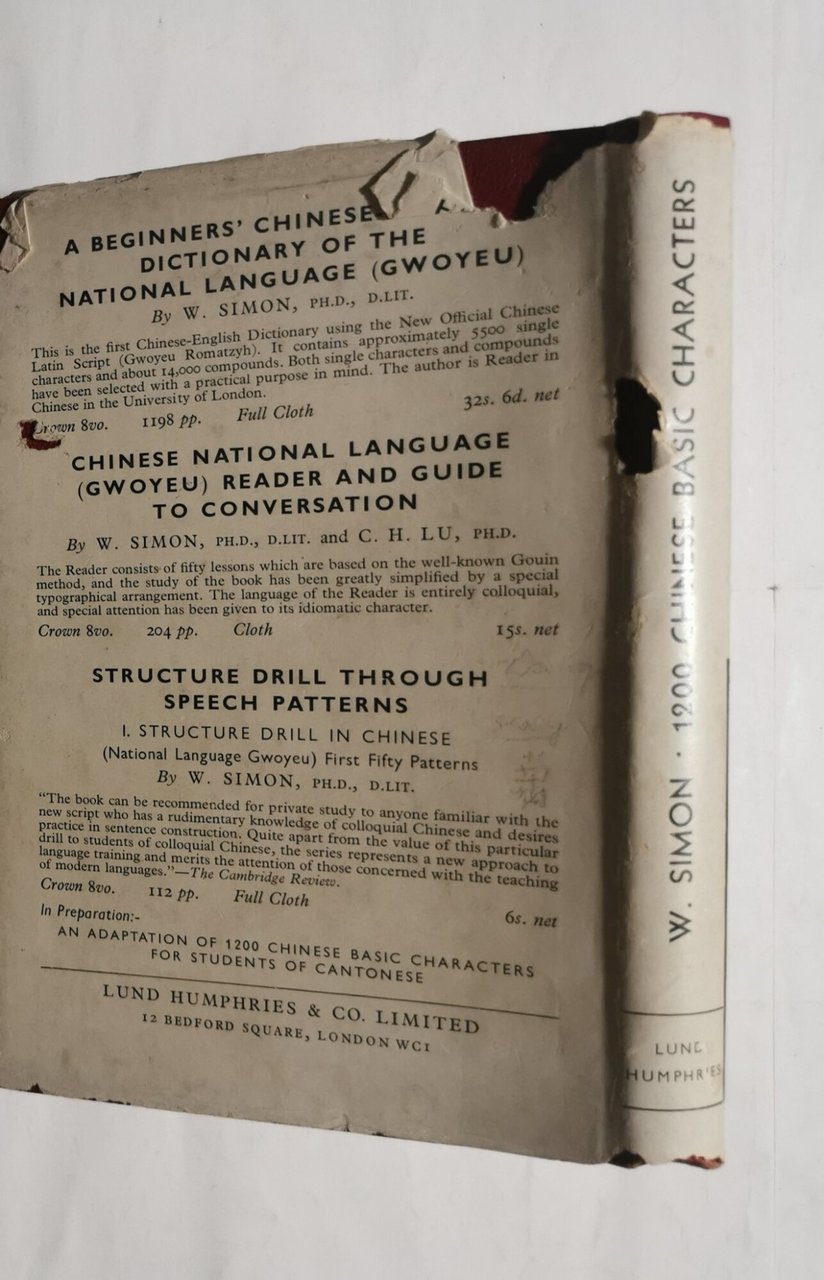 A BEGINNERS' CHINESE
DICTIONARY OF THE
NATIONAL LANGUAGE (GWOYEU)
By W. SIMON, PH.D., D.LIT.
This is the first Chinese-English Dictionary using the New Official Chinese
Latin Script (Gwoyeu Romatzyh). It contains approximately 5500 single
characters and about 14,000 compounds. Both single characters and compounds
have been selected with a practical purpose in mind. The author is Reader in
Chinese in the University of London.
Crown 8vo. 1198 pp. Full Cloth 32s. 6d. net
CHINESE NATIONAL LANGUAGE
(GWOYEU) READER AND GUIDE
TO CONVERSATION
By W. SIMON, PH.D., D.LIT. and C. H. LU, PH.D.
The Reader consists of fifty lessons which are based on the well-known Gouin
method, and the study of the book has been greatly simplified by a special
typographical arrangement. The language of the Reader is entirely colloquial,
and special attention has been given to its idiomatic character.
Crown 8vo. 204 pp. Cloth 15s. net
STRUCTURE DRILL THROUGH
SPEECH PATTERNS
I. STRUCTURE DRILL IN CHINESE
(National Language Gwoyeu) First Fifty Patterns
By W. SIMON, PH.D., D.LIT.
"The book can be recommended for private study to anyone familiar with the
new script who has a rudimentary knowledge of colloquial Chinese and desires
practice in sentence construction. Quite apart from the value of this particular
drill to students of colloquial Chinese, the series represents a new approach to
language training and merits the attention of those concerned with the teaching
of modern languages."—The Cambridge Review.
Crown 8vo. 112 pp. Full Cloth 6s. net
In Preparation:-
AN ADAPTATION OF 1200 CHINESE BASIC CHARACTERS
FOR STUDENTS OF CANTONESE
LUND HUMPHRIES & CO. LIMITED
12 BEDFORD SQUARE, LONDON WC1
W. SIMON · 1200 CHINESE BASIC CHARACTERS
LUND
HUMPHRIES